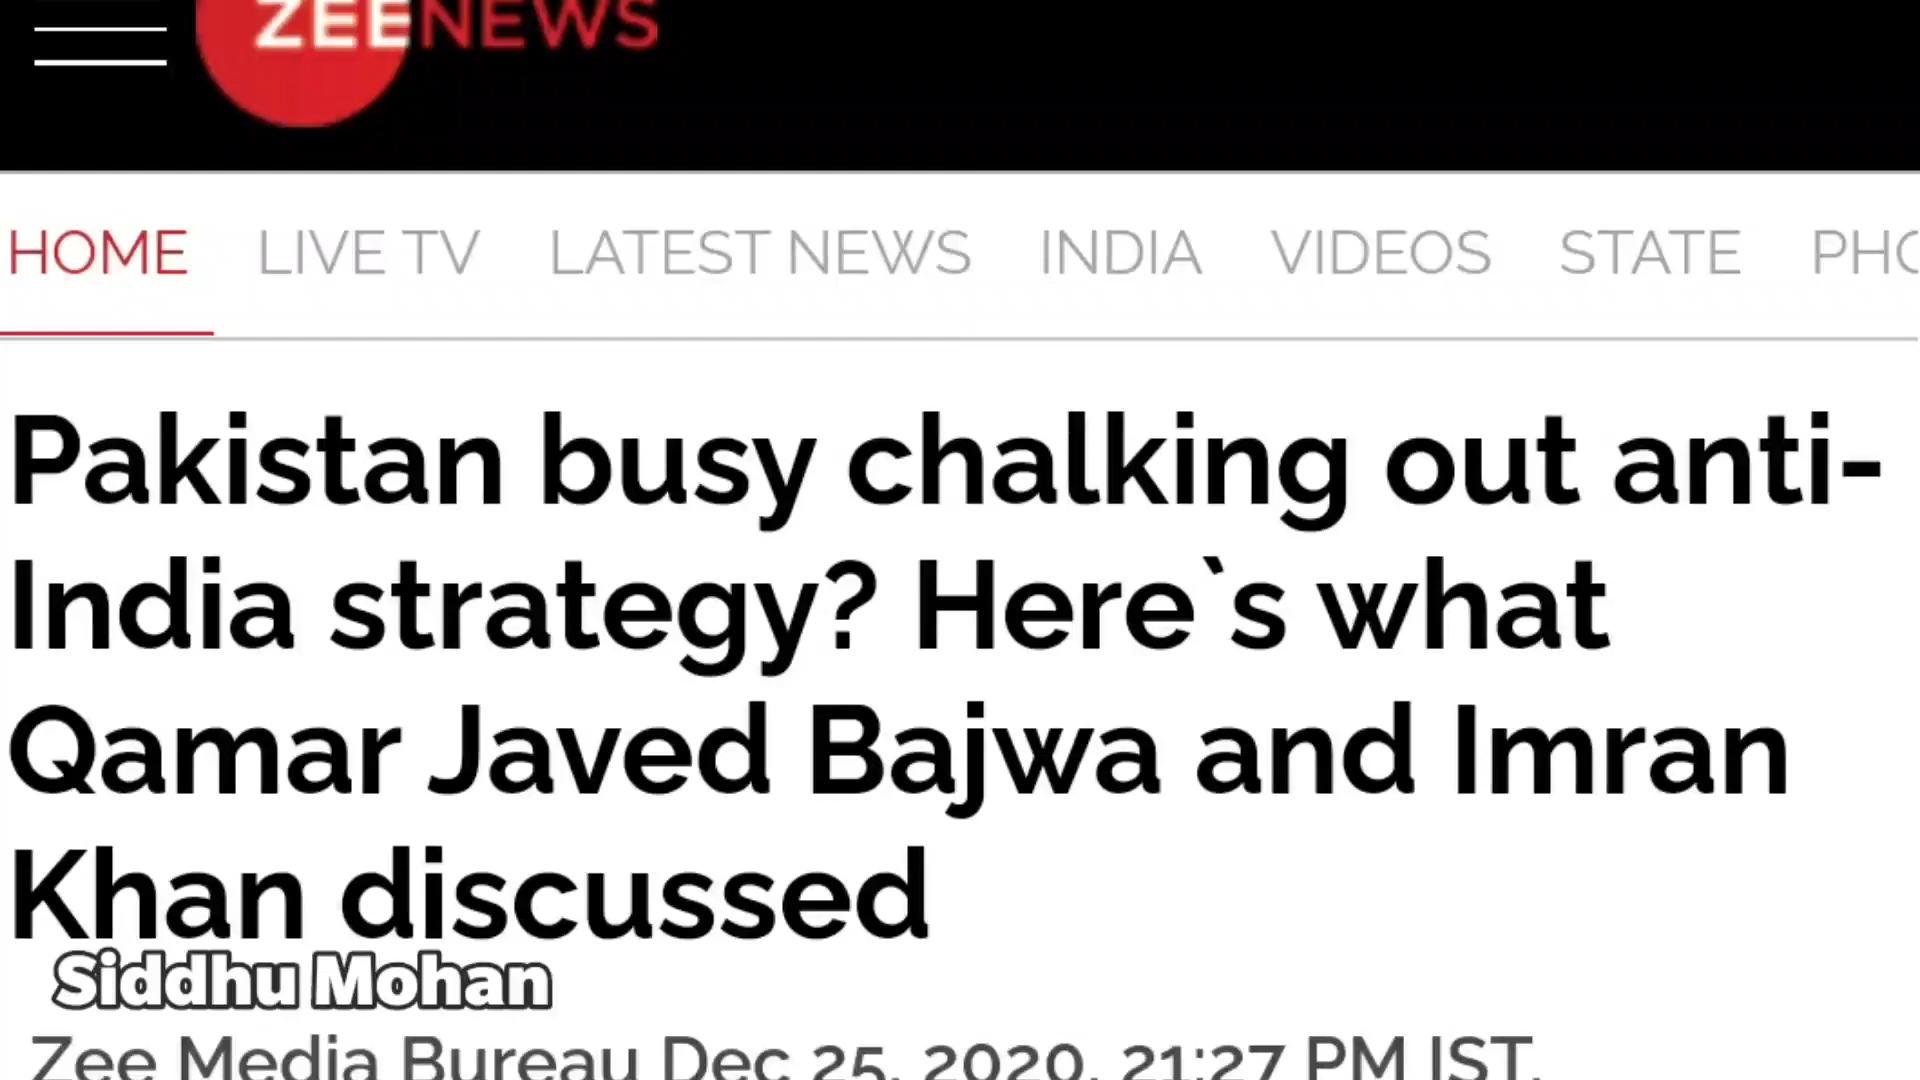 ZEENEWS
HOME LIVE TV LATEST NEWS INDIA VIDEOS STATE PHO
Pakistan busy chalking out anti-
India strategy? Here`s what
Qamar Javed Bajwa and Imran
Khan discussed
Siddhu Mohan
Zee Media Bureau Dec 25, 2020, 21:27 PM IST,